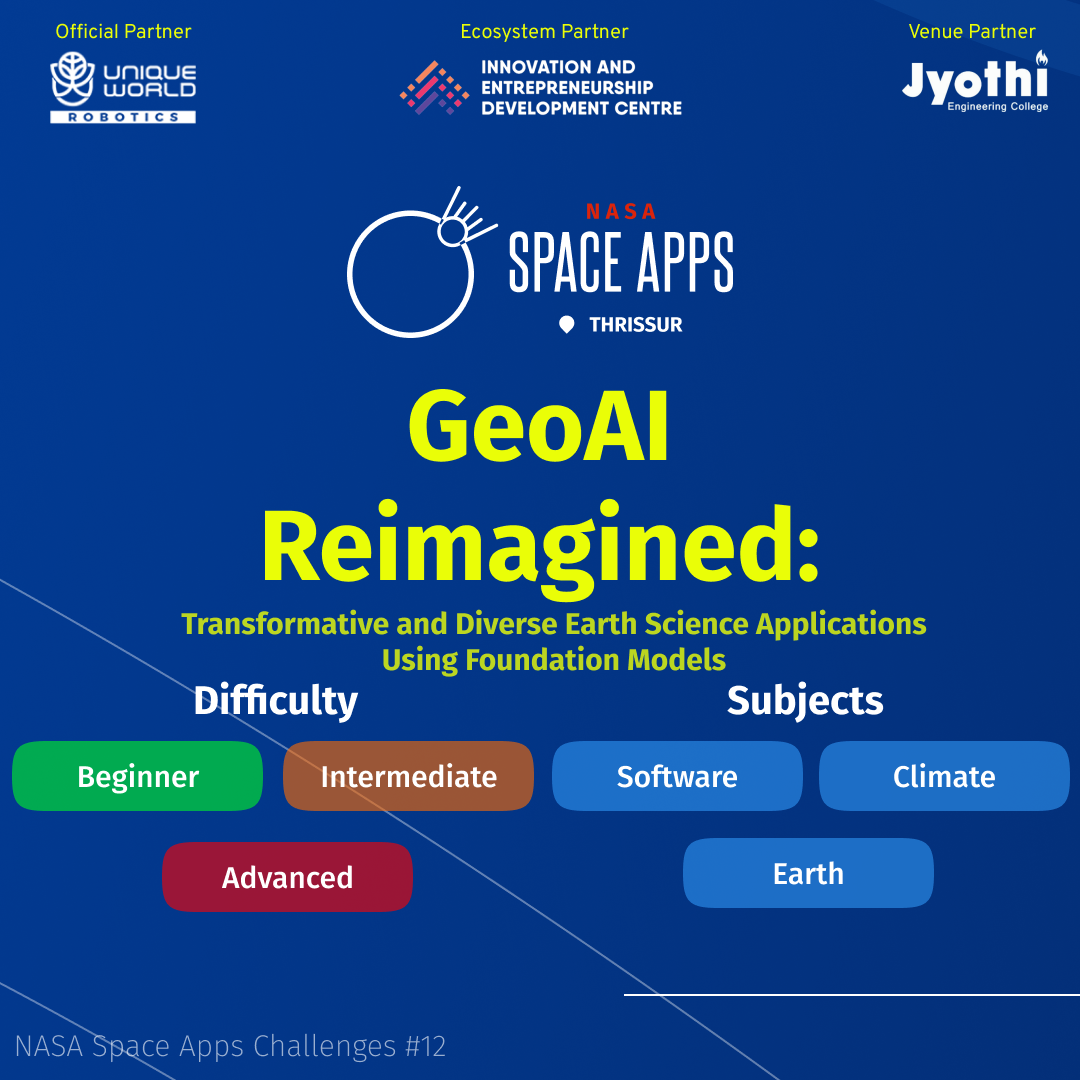 Official Partner
UNIQUE
WORLD
ROBOTICS
Ecosystem Partner
INNOVATION AND
ENTREPRENEURSHIP
DEVELOPMENT CENTRE
Venue Partner
Jyothi
Engineering College
NASA
SPACE APPS
THRISSUR
GeoAI
Reimagined:
Transformative and Diverse Earth Science Applications
Using Foundation Models
Difficulty
Beginner
Intermediate
Advanced
Subjects
Software
Climate
Earth
NASA Space Apps Challenges #12